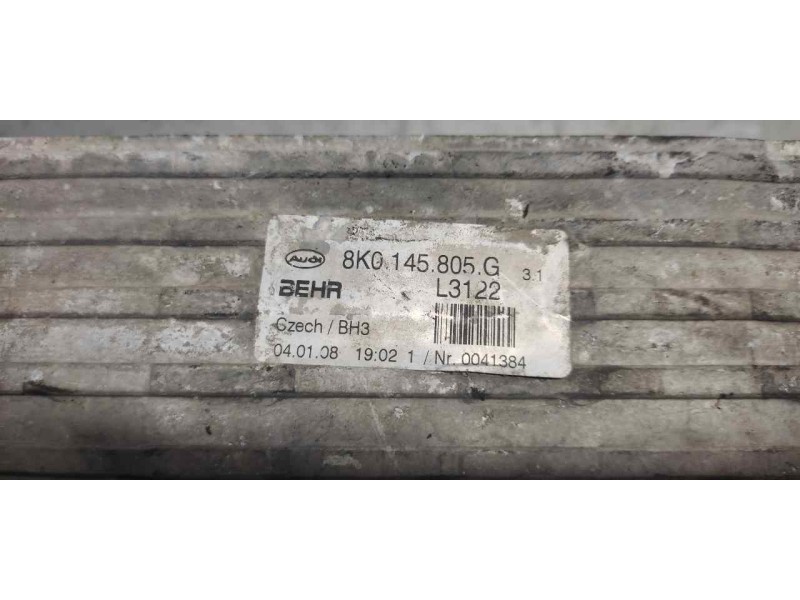 Audi 8K0.145.805.G 3.1
BEHR L3122
Czech / BH3
04.01.08 19:02 1 / Nr. 0041384